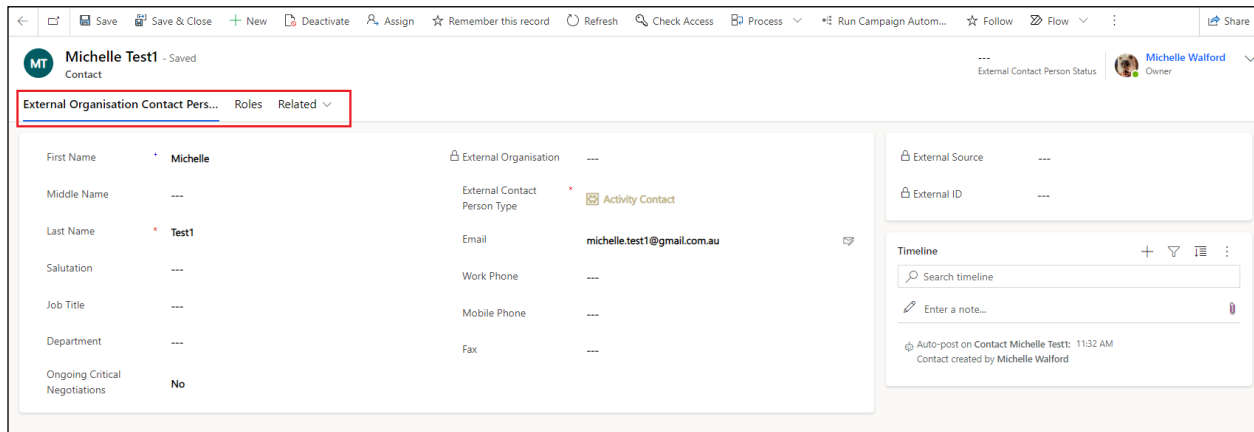 Save Save & Close New Deactivate Assign Remember this record Refresh Check Access Process Run Campaign Autom... Follow Flow Share
MT
Michelle Test1 - Saved
Contact
---
External Contact Person Status
Michelle Walford
Owner
External Organisation Contact Pers... Roles Related
First Name + Michelle
Middle Name ---
Last Name * Test1
Salutation ---
Job Title ---
Department ---
Ongoing Critical
Negotiations No
External Organisation ---
External Contact
Person Type * Activity Contact
Email michelle.test1@gmail.com.au
Work Phone ---
Mobile Phone ---
Fax ---
External Source ---
External ID ---
Timeline
Search timeline
Enter a note...
Auto-post on Contact Michelle Test1: 11:32 AM
Contact created by Michelle Walford